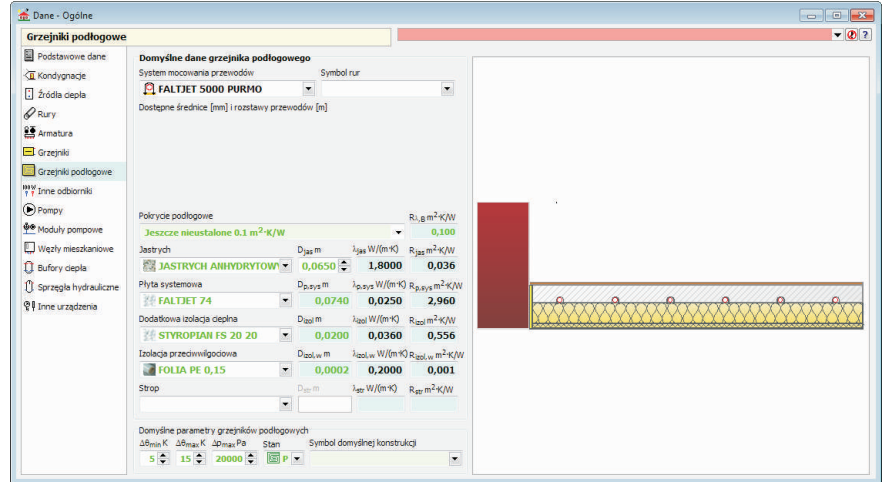 Dane - Ogólne
Grzejniki podłogowe
Podstawowe dane
Kondygnacje
Źródła ciepła
Rury
Armatura
Grzejniki
Grzejniki podłogowe
Inne odbiorniki
Pompy
Moduły pompowe
Węzły mieszkaniowe
Bufory ciepła
Sprzęgła hydrauliczne
Inne urządzenia
Domyślne dane grzejnika podłogowego
System mocowania przewodów Symbol rur
FALTJET 5000 PURMO
Dostępne średnice [mm] i rozstawy przewodów [m]
Pokrycie podłogowe Rλ,B m²·K/W
Jeszcze nieustalone 0.1 m²·K/W 0,100
Jastrych Djas m λjas W/(m·K) Rjas m²·K/W
JASTRYCH ANHYDRYTOWY 0,0650 1,8000 0,036
Płyta systemowa Dp,sys m λp,sys W/(m·K) Rp,sys m²·K/W
FALTJET 74 0,0740 0,0250 2,960
Dodatkowa izolacja cieplna Dizol m λizol W/(m·K) Rizol m²·K/W
STYROPIAN FS 20 20 0,0200 0,0360 0,556
Izolacja przeciwwilgociowa Dizol,w m λizol,w W/(m·K) Rizol,w m²·K/W
FOLIA PE 0,15 0,0002 0,2000 0,001
Strop Dstr m λstr W/(m·K) Rstr m²·K/W
Domyślne parametry grzejników podłogowych
Δθmin K Δθmax K Δpmax Pa Stan Symbol domyślnej konstrukcji
5 15 20000 P